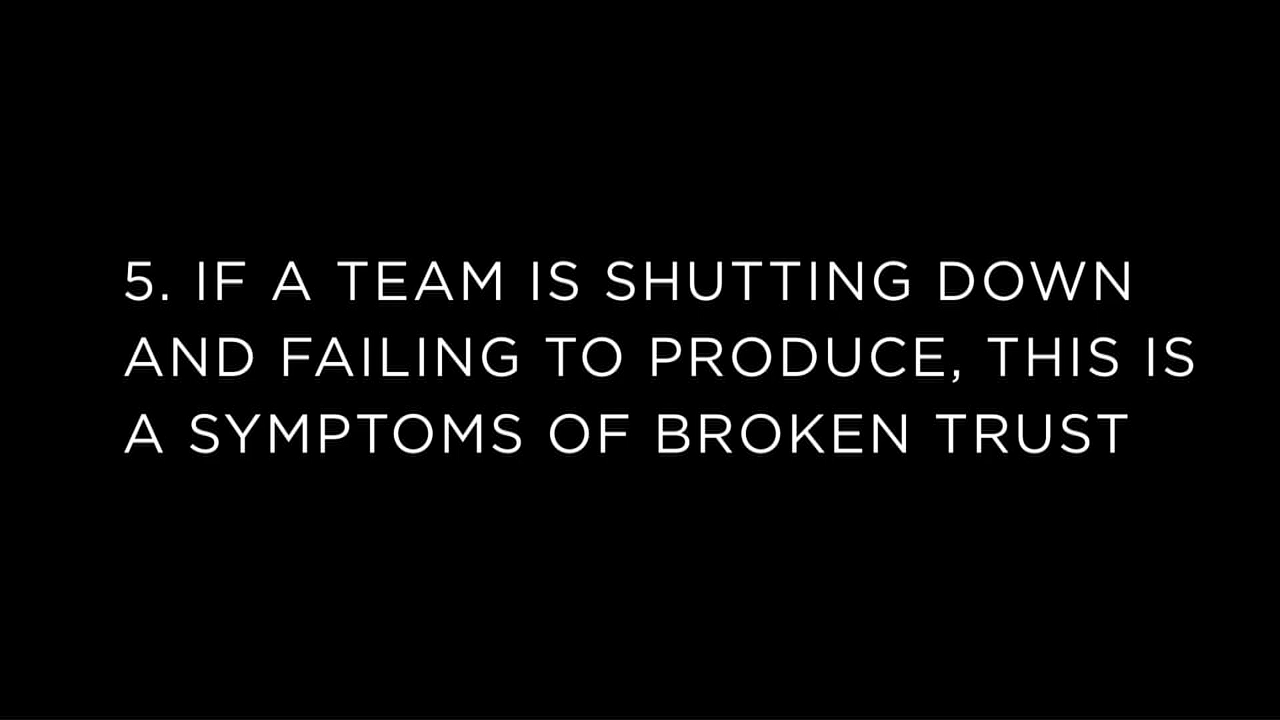 5. IF A TEAM IS SHUTTING DOWN
AND FAILING TO PRODUCE, THIS IS
A SYMPTOMS OF BROKEN TRUST